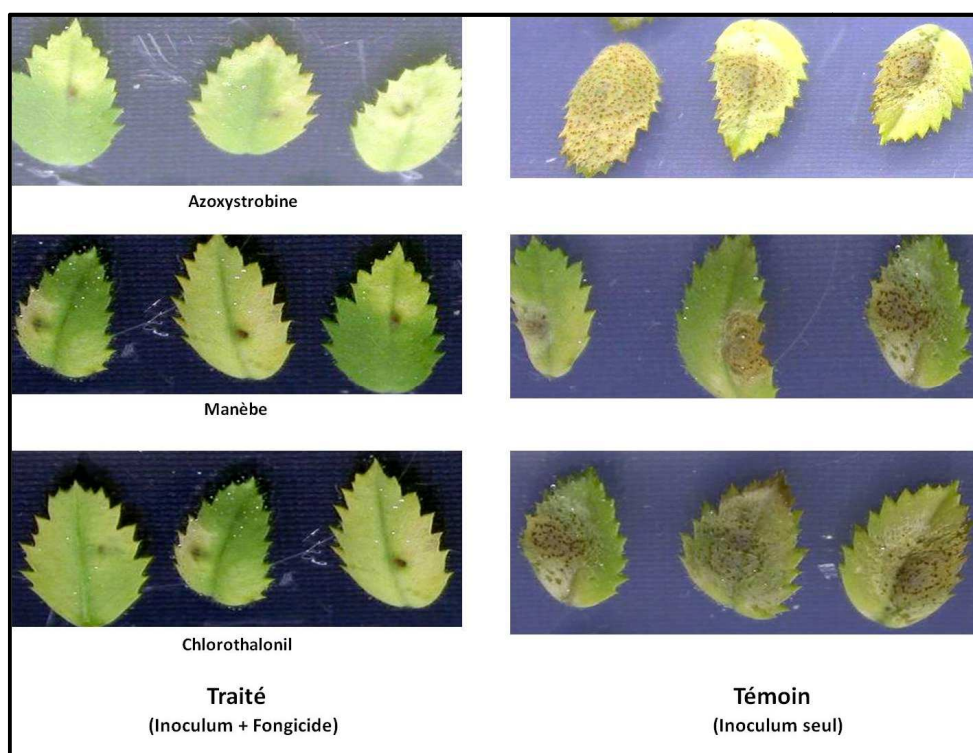 Azoxystrobine
Manèbe
Chlorothalonil
Traité
(Inoculum + Fongicide)
Témoin
(Inoculum seul)